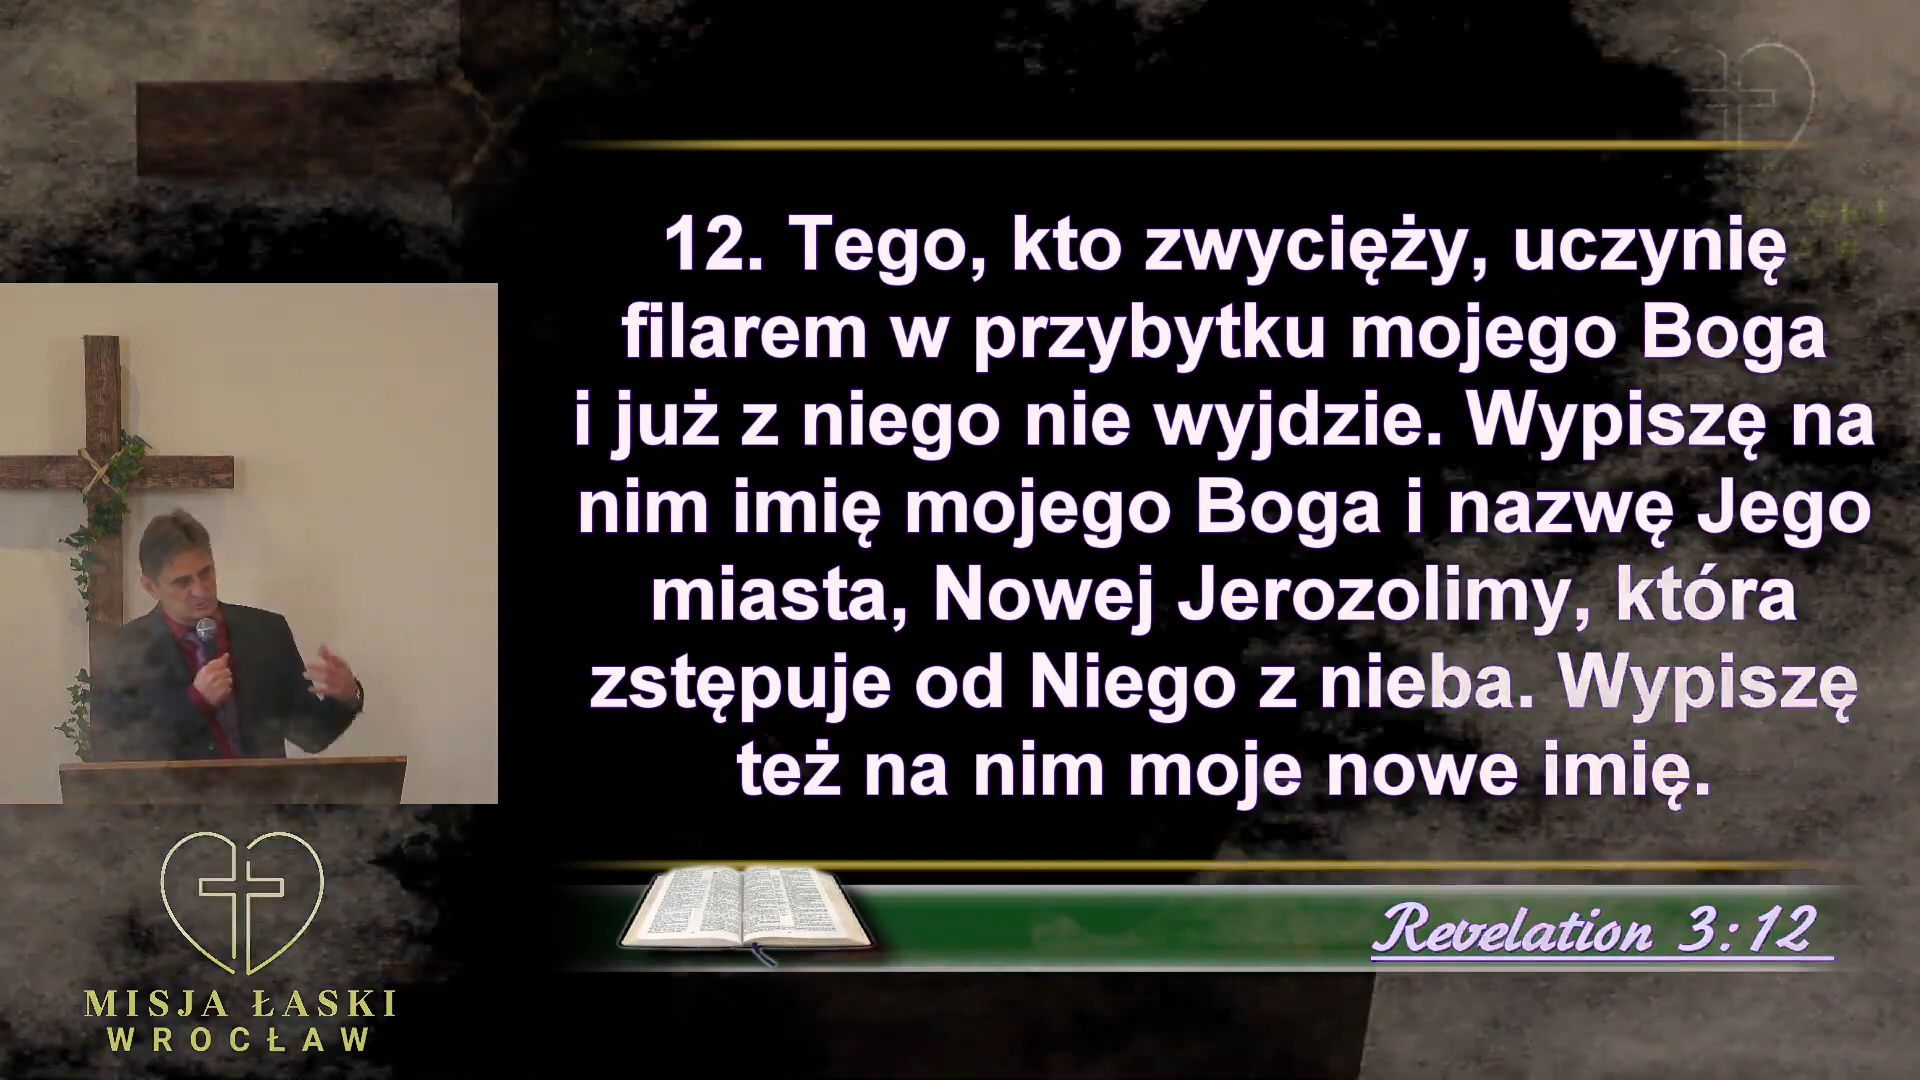 12. Tego, kto zwycięży, uczynię
filarem w przybytku mojego Boga
i już z niego nie wyjdzie. Wypiszę na
nim imię mojego Boga i nazwę Jego
miasta, Nowej Jerozolimy, która
zstępuje od Niego z nieba. Wypiszę
też na nim moje nowe imię.
Revelation 3:12
MISJA ŁASKI
WROCŁAW